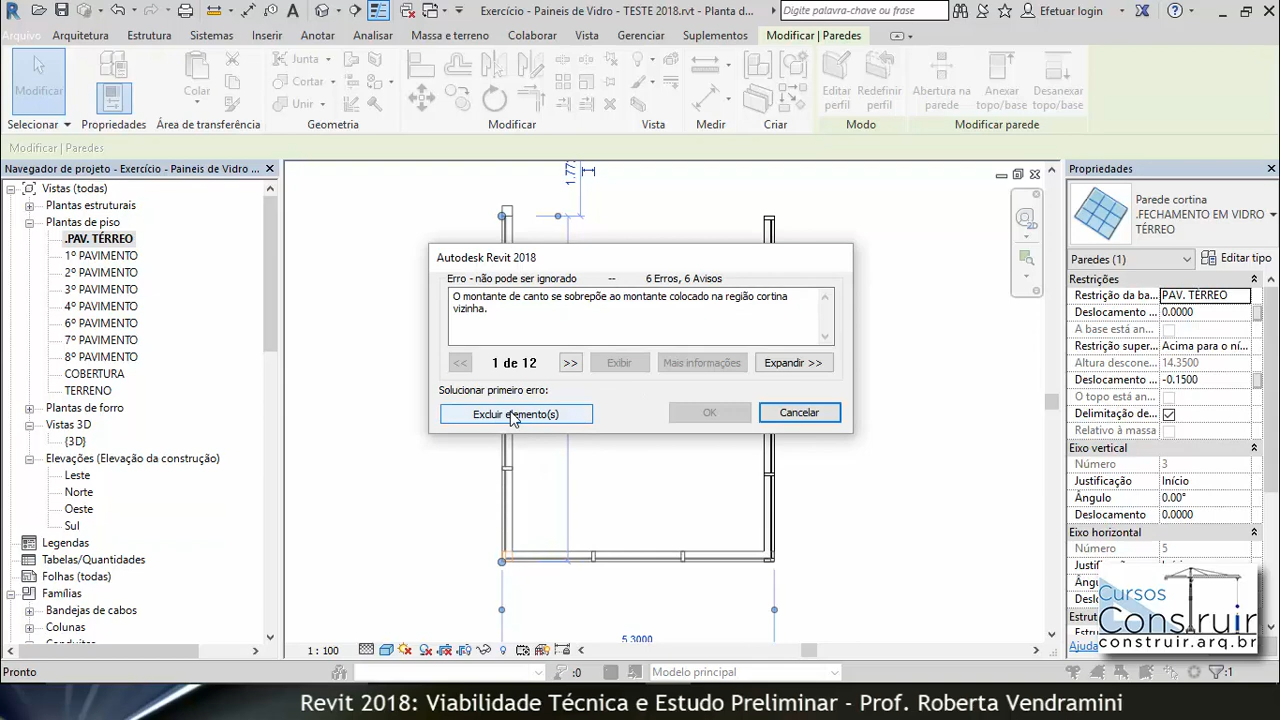 Exercício - Paineis de Vidro - TESTE 2018.rvt - Planta d...
Digite palavra-chave ou frase
Efetuar login
Arquivo Arquitetura Estrutura Sistemas Inserir Anotar Analisar Massa e terreno Colaborar Vista Gerenciar Suplementos Modificar | Paredes
Modificar
Colar
Junta
Cortar
Unir
Editar perfil
Redefinir perfil
Abertura na parede
Anexar topo/base
Desanexar topo/base
Selecionar Propriedades Área de transferência Geometria Modificar Vista Medir Criar Modo Modificar parede
Modificar | Paredes
Navegador de projeto - Exercício - Paineis de Vidro ...
Vistas (todas)
Plantas estruturais
Plantas de piso
.PAV. TÉRREO
1º PAVIMENTO
2º PAVIMENTO
3º PAVIMENTO
4º PAVIMENTO
6º PAVIMENTO
7º PAVIMENTO
8º PAVIMENTO
COBERTURA
TERRENO
Plantas de forro
Vistas 3D
{3D}
Elevações (Elevação da construção)
Leste
Norte
Oeste
Sul
Legendas
Tabelas/Quantidades
Folhas (todas)
Famílias
Bandejas de cabos
Colunas
Autodesk Revit 2018
Erro - não pode ser ignorado -- 6 Erros, 6 Avisos
O montante de canto se sobrepõe ao montante colocado na região cortina
vizinha.
<< 1 de 12 >> Exibir Mais informações Expandir >>
Solucionar primeiro erro:
Excluir elemento(s) OK Cancelar
5.3000
1 : 100
Propriedades
Parede cortina
.FECHAMENTO EM VIDRO
TÉRREO
Paredes (1) Editar tipo
Restrições
Restrição da ba... PAV. TÉRREO
Deslocamento ... 0.0000
A base está an...
Restrição super... Acima para o ní...
Altura descone... 14.3500
Deslocamento ... -0.1500
O topo está an...
Delimitação de...
Relativo à massa
Eixo vertical
Número 3
Justificação Início
Ângulo 0.00°
Deslocamento 0.0000
Eixo horizontal
Número 5
Ajuda
Cursos
Construir
construir.arq.br
Pronto
:0
Modelo principal
:1
Revit 2018: Viabilidade Técnica e Estudo Preliminar - Prof. Roberta Vendramini